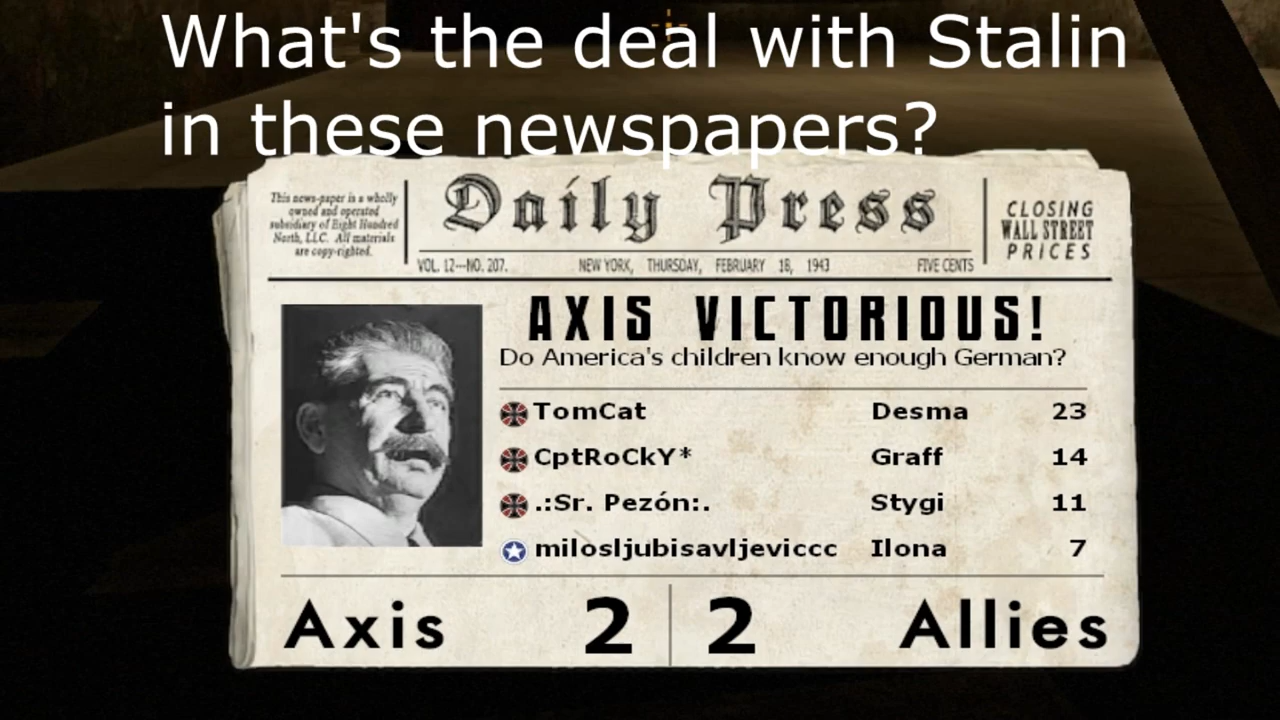 What's the deal with Stalin
in these newspapers?
This news-paper is a wholly
owned and operated
subsidiary of Eight Hundred
North, LLC. All materials
are copy-righted.
Daily Press
CLOSING
WALL STREET
PRICES
VOL. 12---NO. 207. NEW YORK, THURSDAY, FEBRUARY 18, 1943 FIVE CENTS
AXIS VICTORIOUS!
Do America's children know enough German?
TomCat Desma 23
CptRoCkY* Graff 14
.:Sr. Pezón:. Stygi 11
milosljubisavljeviccc Ilona 7
Axis 2 2 Allies